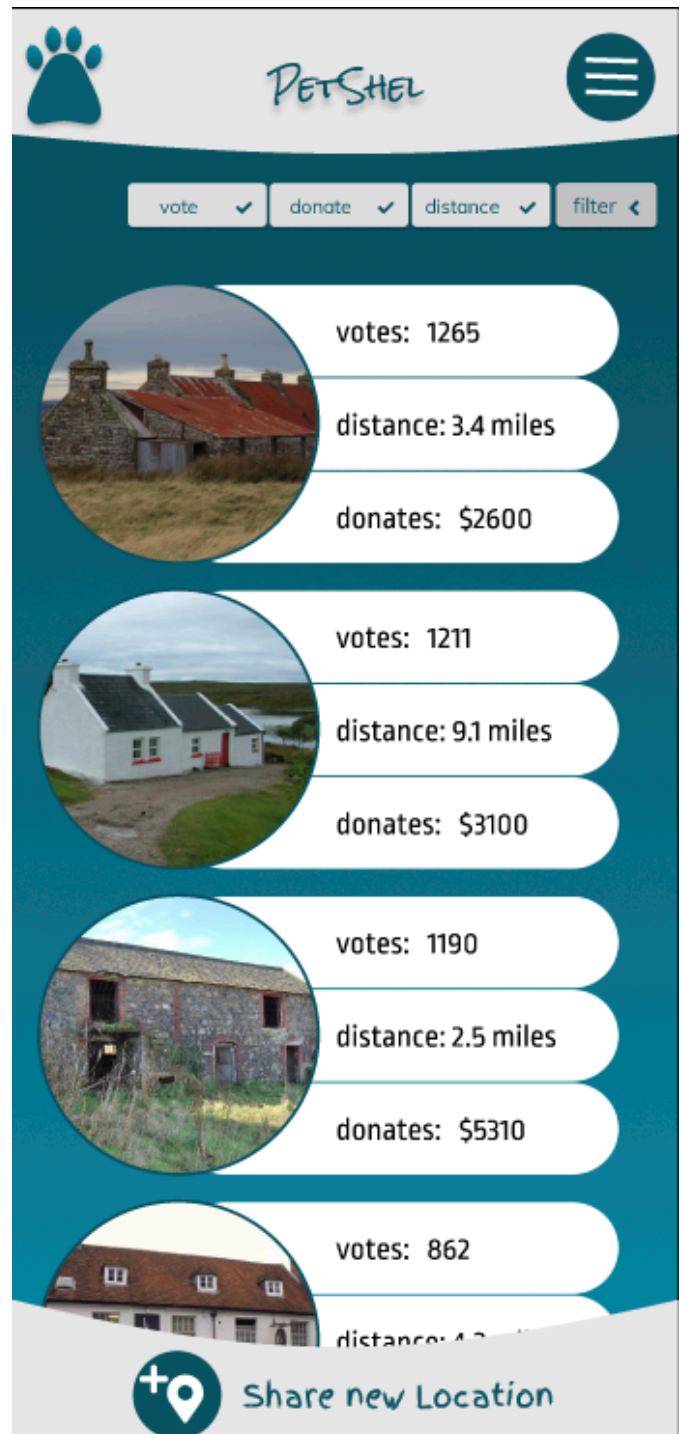 PetShel
vote donate distance filter
votes: 1265
distance: 3.4 miles
donates: $2600
votes: 1211
distance: 9.1 miles
donates: $3100
votes: 1190
distance: 2.5 miles
donates: $5310
votes: 862
distance:
Share new Location